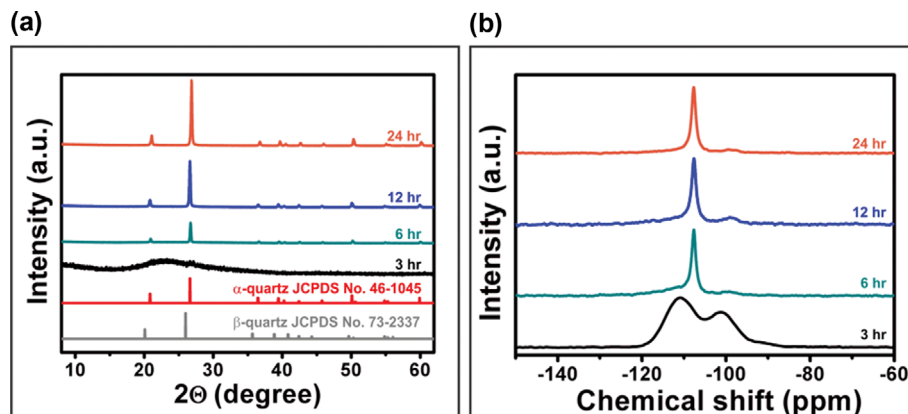 (a)
(b)
Intensity (a.u.)
24 hr
12 hr
6 hr
3 hr
α-quartz JCPDS No. 46-1045
β-quartz JCPDS No. 73-2337
10 20 30 40 50 60
2Θ (degree)
Intensity (a.u.)
24 hr
12 hr
6 hr
3 hr
-140 -120 -100 -80 -60
Chemical shift (ppm)